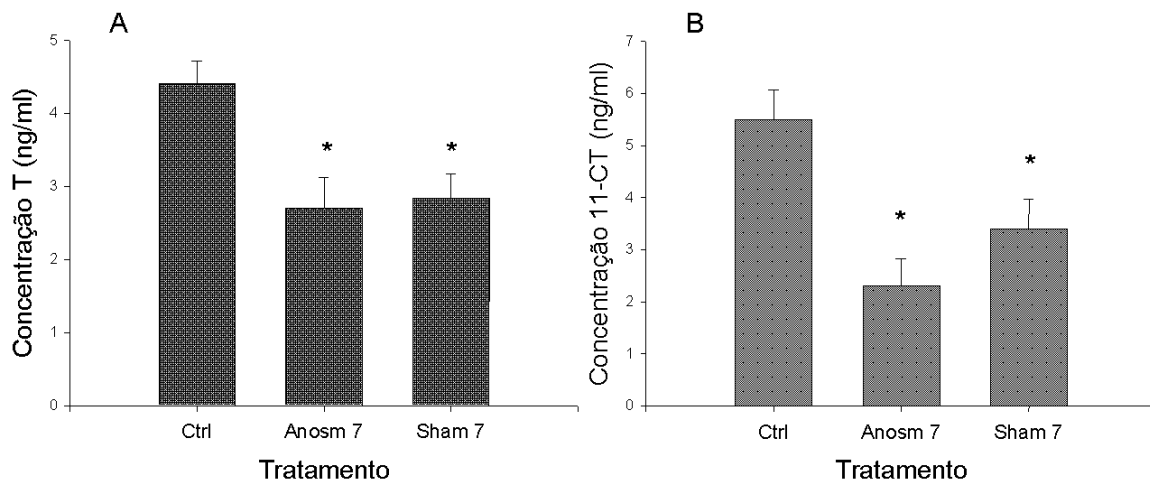 A
Concentração T (ng/ml)
5
4
3
2
1
0
* *
Ctrl Anosm 7 Sham 7
Tratamento
B
Concentração 11-CT (ng/ml)
7
6
5
4
3
2
1
0
*
*
Ctrl Anosm 7 Sham 7
Tratamento